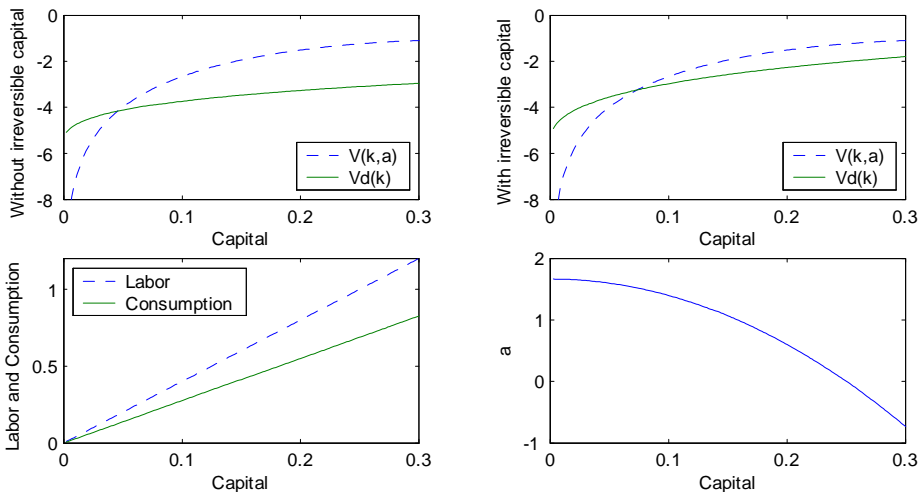 Without irreversible capital
0
-2
-4
-6
-8
V(k,a)
Vd(k)
0
0.1
0.2
0.3
Capital
With irreversible capital
0
-2
-4
-6
-8
V(k,a)
Vd(k)
0
0.1
0.2
0.3
Capital
Labor and Consumption
1
0.5
0
Labor
Consumption
0
0.1
0.2
0.3
Capital
a
2
1
0
-1
0
0.1
0.2
0.3
Capital